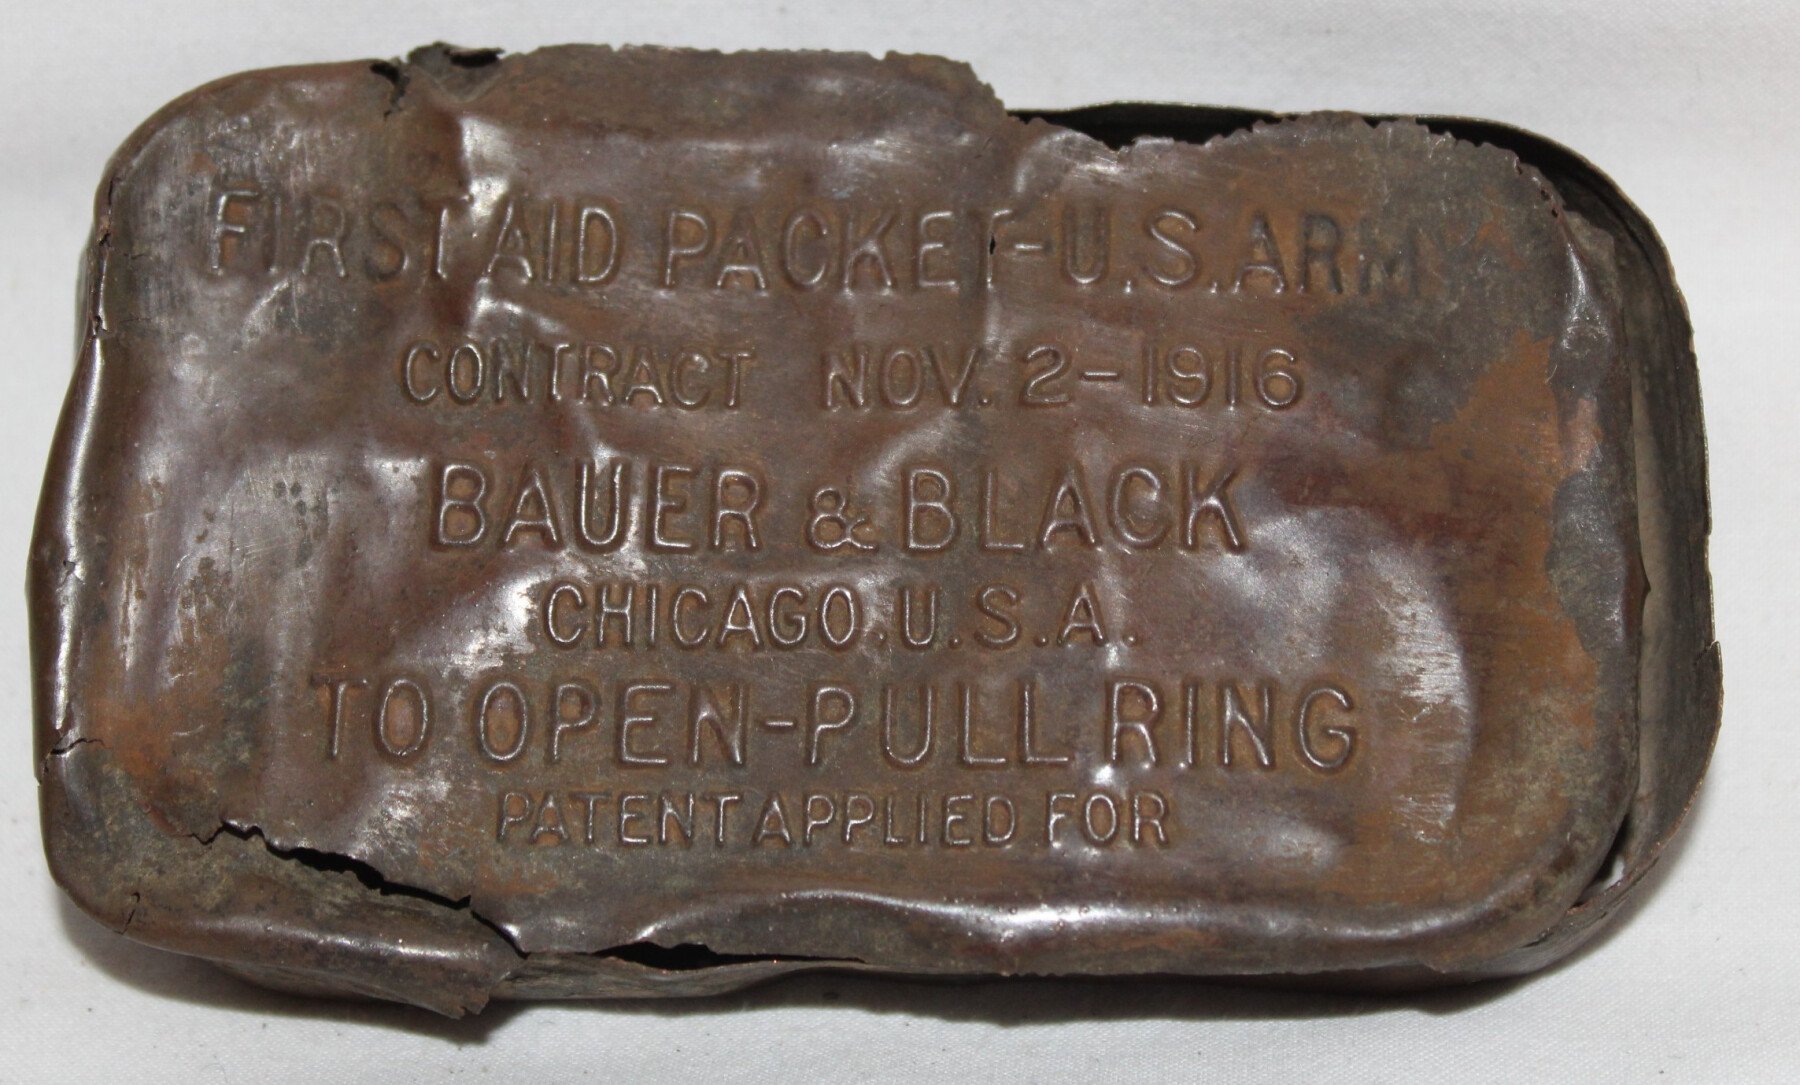 FIRST AID PACKET-U.S.ARM
CONTRACT NOV. 2-1916
BAUER & BLACK
CHICAGO.U.S.A.
TO OPEN-PULL RING
PATENT APPLIED FOR